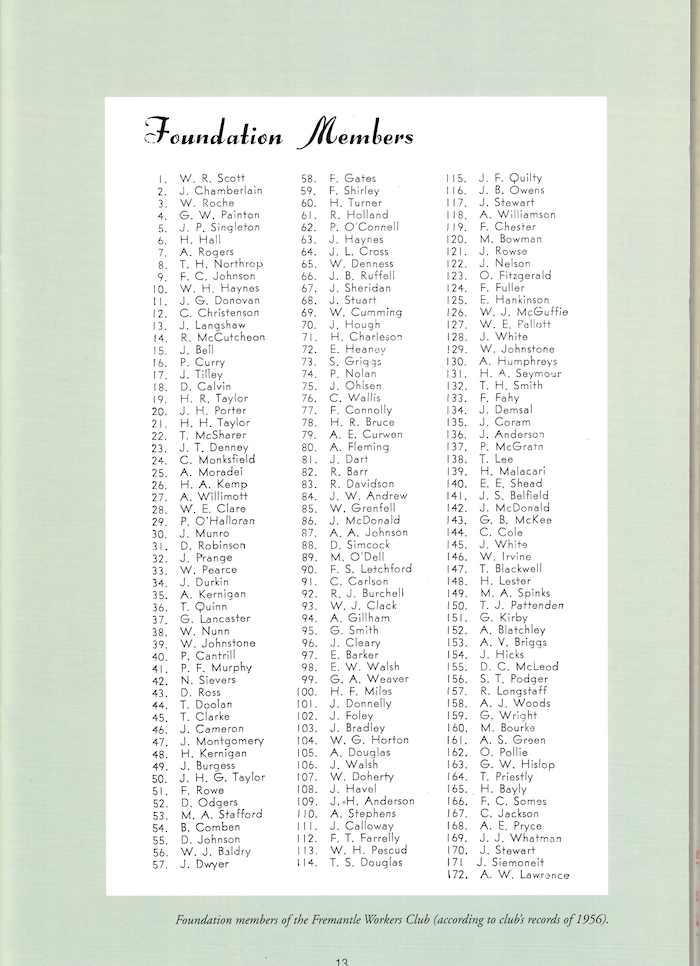 Foundation Members
1. W. R. Scott
2. J. Chamberlain
3. W. Roche
4. G. W. Painton
5. J. P. Singleton
6. H. Hall
7. A. Rogers
8. T. H. Northrop
9. F. C. Johnson
10. W. H. Haynes
11. J. G. Donovan
12. C. Christenson
13. J. Langshaw
14. R. McCutcheon
15. J. Bell
16. P. Curry
17. J. Tilley
18. D. Calvin
19. H. R. Taylor
20. J. H. Porter
21. H. H. Taylor
22. T. McSharer
23. J. T. Denney
24. C. Monksfield
25. A. Moradei
26. H. A. Kemp
27. A. Willimott
28. W. E. Clare
29. P. O'Halloran
30. J. Munro
31. D. Robinson
32. J. Prange
33. W. Pearce
34. J. Durkin
35. A. Kernigan
36. T. Quinn
37. G. Lancaster
38. W. Nunn
39. W. Johnstone
40. P. Cantrill
41. P. F. Murphy
42. N. Sievers
43. D. Ross
44. T. Doolan
45. T. Clarke
46. J. Cameron
47. J. Montgomery
48. H. Kernigan
49. J. Burgess
50. J. H. G. Taylor
51. F. Rowe
52. D. Odgers
53. M. A. Stafford
54. B. Comben
55. D. Johnson
56. W. J. Baldry
57. J. Dwyer
58. F. Gates
59. F. Shirley
60. H. Turner
61. R. Holland
62. P. O'Connell
63. J. Haynes
64. J. L. Cross
65. W. Denness
66. J. B. Ruffell
67. J. Sheridan
68. J. Stuart
69. W. Cumming
70. J. Hough
71. H. Charleson
72. E. Heaney
73. S. Griggs
74. P. Nolan
75. J. Ohlsen
76. C. Wallis
77. F. Connolly
78. H. R. Bruce
79. A. E. Curwen
80. A. Fleming
81. J. Dart
82. R. Barr
83. R. Davidson
84. J. W. Andrew
85. W. Grenfell
86. J. McDonald
87. A. A. Johnson
88. D. Simcock
89. M. O'Dell
90. F. S. Letchford
91. C. Carlson
92. R. J. Burchell
93. W. J. Clack
94. A. Gillham
95. G. Smith
96. J. Cleary
97. E. Barker
98. E. W. Walsh
99. G. A. Weaver
100. H. F. Miles
101. J. Donnelly
102. J. Foley
103. J. Bradley
104. W. G. Horton
105. A. Douglas
106. J. Walsh
107. W. Doherty
108. J. Havel
109. J. H. Anderson
110. A. Stephens
111. J. Calloway
112. F. T. Farrelly
113. W. H. Pescud
114. T. S. Douglas
115. J. F. Quilty
116. J. B. Owens
117. J. Stewart
118. A. Williamson
119. F. Chester
120. M. Bowman
121. J. Rowse
122. J. Nelson
123. O. Fitzgerald
124. F. Fuller
125. E. Hankinson
126. W. J. McGuffie
127. W. E. Pallott
128. J. White
129. W. Johnstone
130. A. Humphreys
131. H. A. Seymour
132. T. H. Smith
133. F. Fahy
134. J. Demsal
135. J. Coram
136. J. Anderson
137. P. McGratn
138. T. Lee
139. H. Malacari
140. E. E. Shead
141. J. S. Belfield
142. J. McDonald
143. G. B. McKee
144. C. Cole
145. J. White
146. W. Irvine
147. T. Blackwell
148. H. Lester
149. M. A. Spinks
150. T. J. Pattenden
151. G. Kirby
152. A. Blatchley
153. A. V. Briggs
154. J. Hicks
155. D. C. McLeod
156. S. T. Podger
157. R. Longstaff
158. A. J. Woods
159. G. Wright
160. M. Bourke
161. A. S. Green
162. O. Pollie
163. G. W. Hislop
164. T. Priestly
165. H. Bayly
166. F. C. Somes
167. C. Jackson
168. A. E. Pryce
169. J. J. Whatman
170. J. Stewart
171 J. Siemoneit
172. A. W. Lawrence
Foundation members of the Fremantle Workers Club (according to club's records of 1956).
13